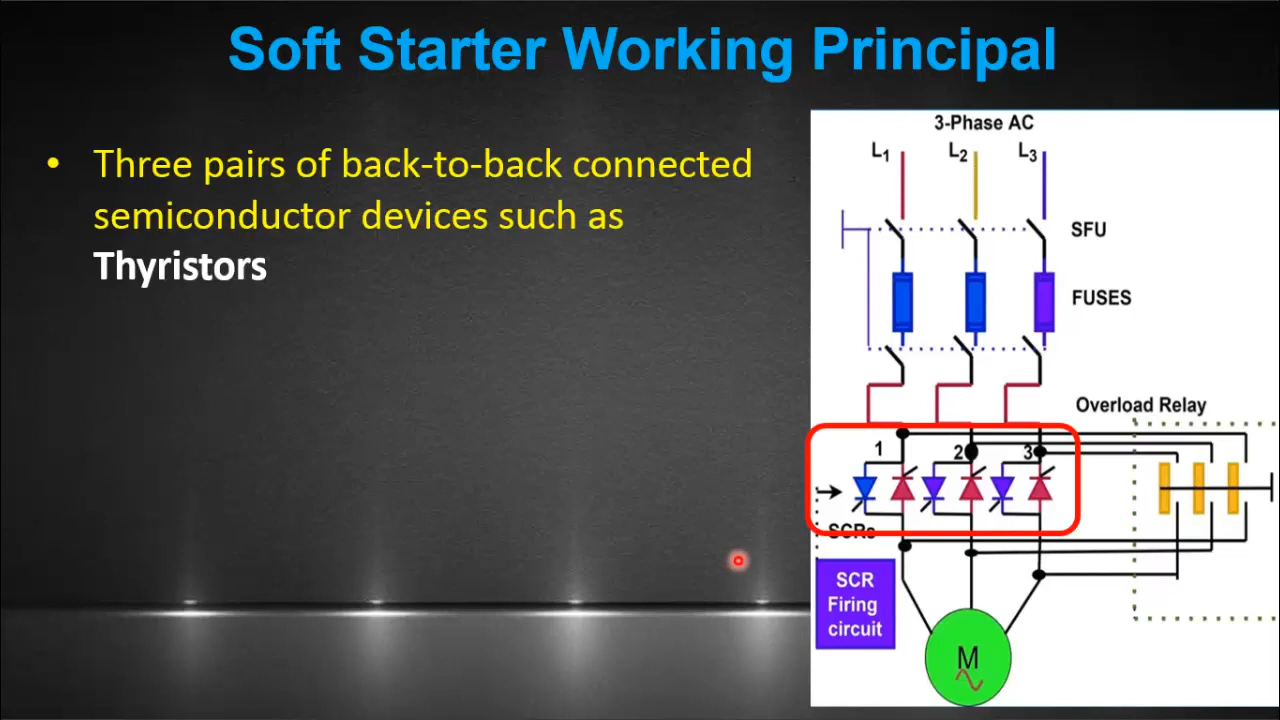 Soft Starter Working Principal
• Three pairs of back-to-back connected
semiconductor devices such as
Thyristors
3-Phase AC
L1 L2 L3
SFU
FUSES
Overload Relay
1 2 3
SCRs
SCR
Firing
circuit
M